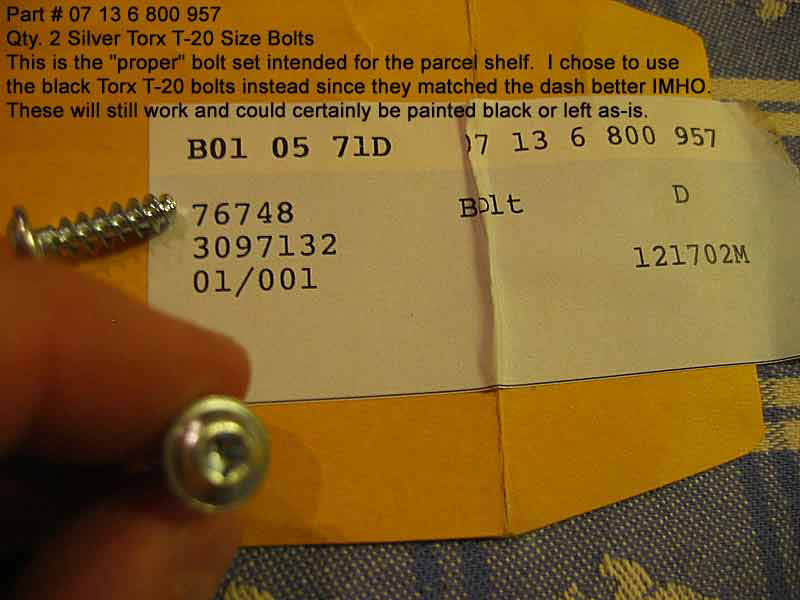 Part # 07 13 6 800 957
Qty. 2 Silver Torx T-20 Size Bolts
This is the "proper" bolt set intended for the parcel shelf.  I chose to use
the black Torx T-20 bolts instead since they matched the dash better IMHO.
These will still work and could certainly be painted black or left as-is.
B01 05 71D 07 13 6 800 957
76748 Bolt D
3097132 121702M
01/001